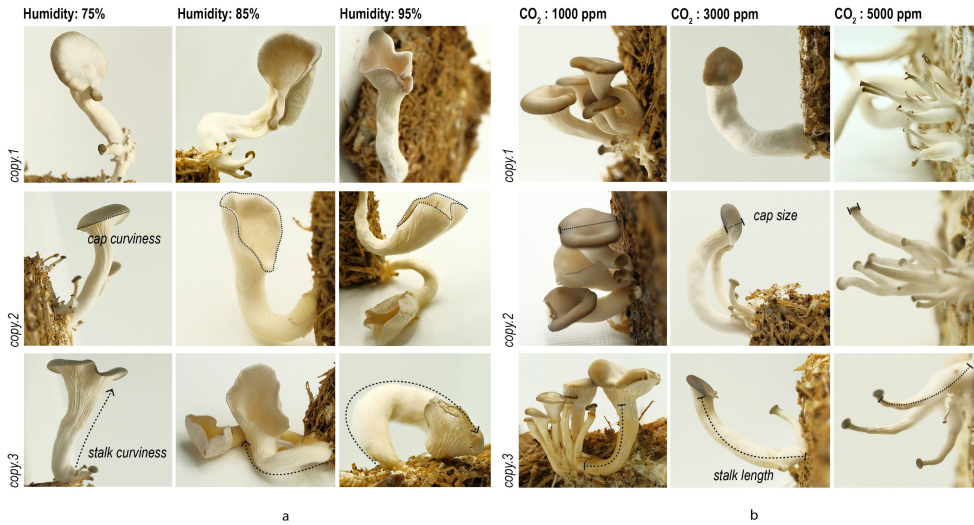 Humidity: 75%
Humidity: 85%
Humidity: 95%
CO2 : 1000 ppm
CO2 : 3000 ppm
CO2 : 5000 ppm
copy.1
copy.1
copy.2
cap curviness
copy.2
cap size
copy.3
stalk curviness
copy.3
stalk length
a
b